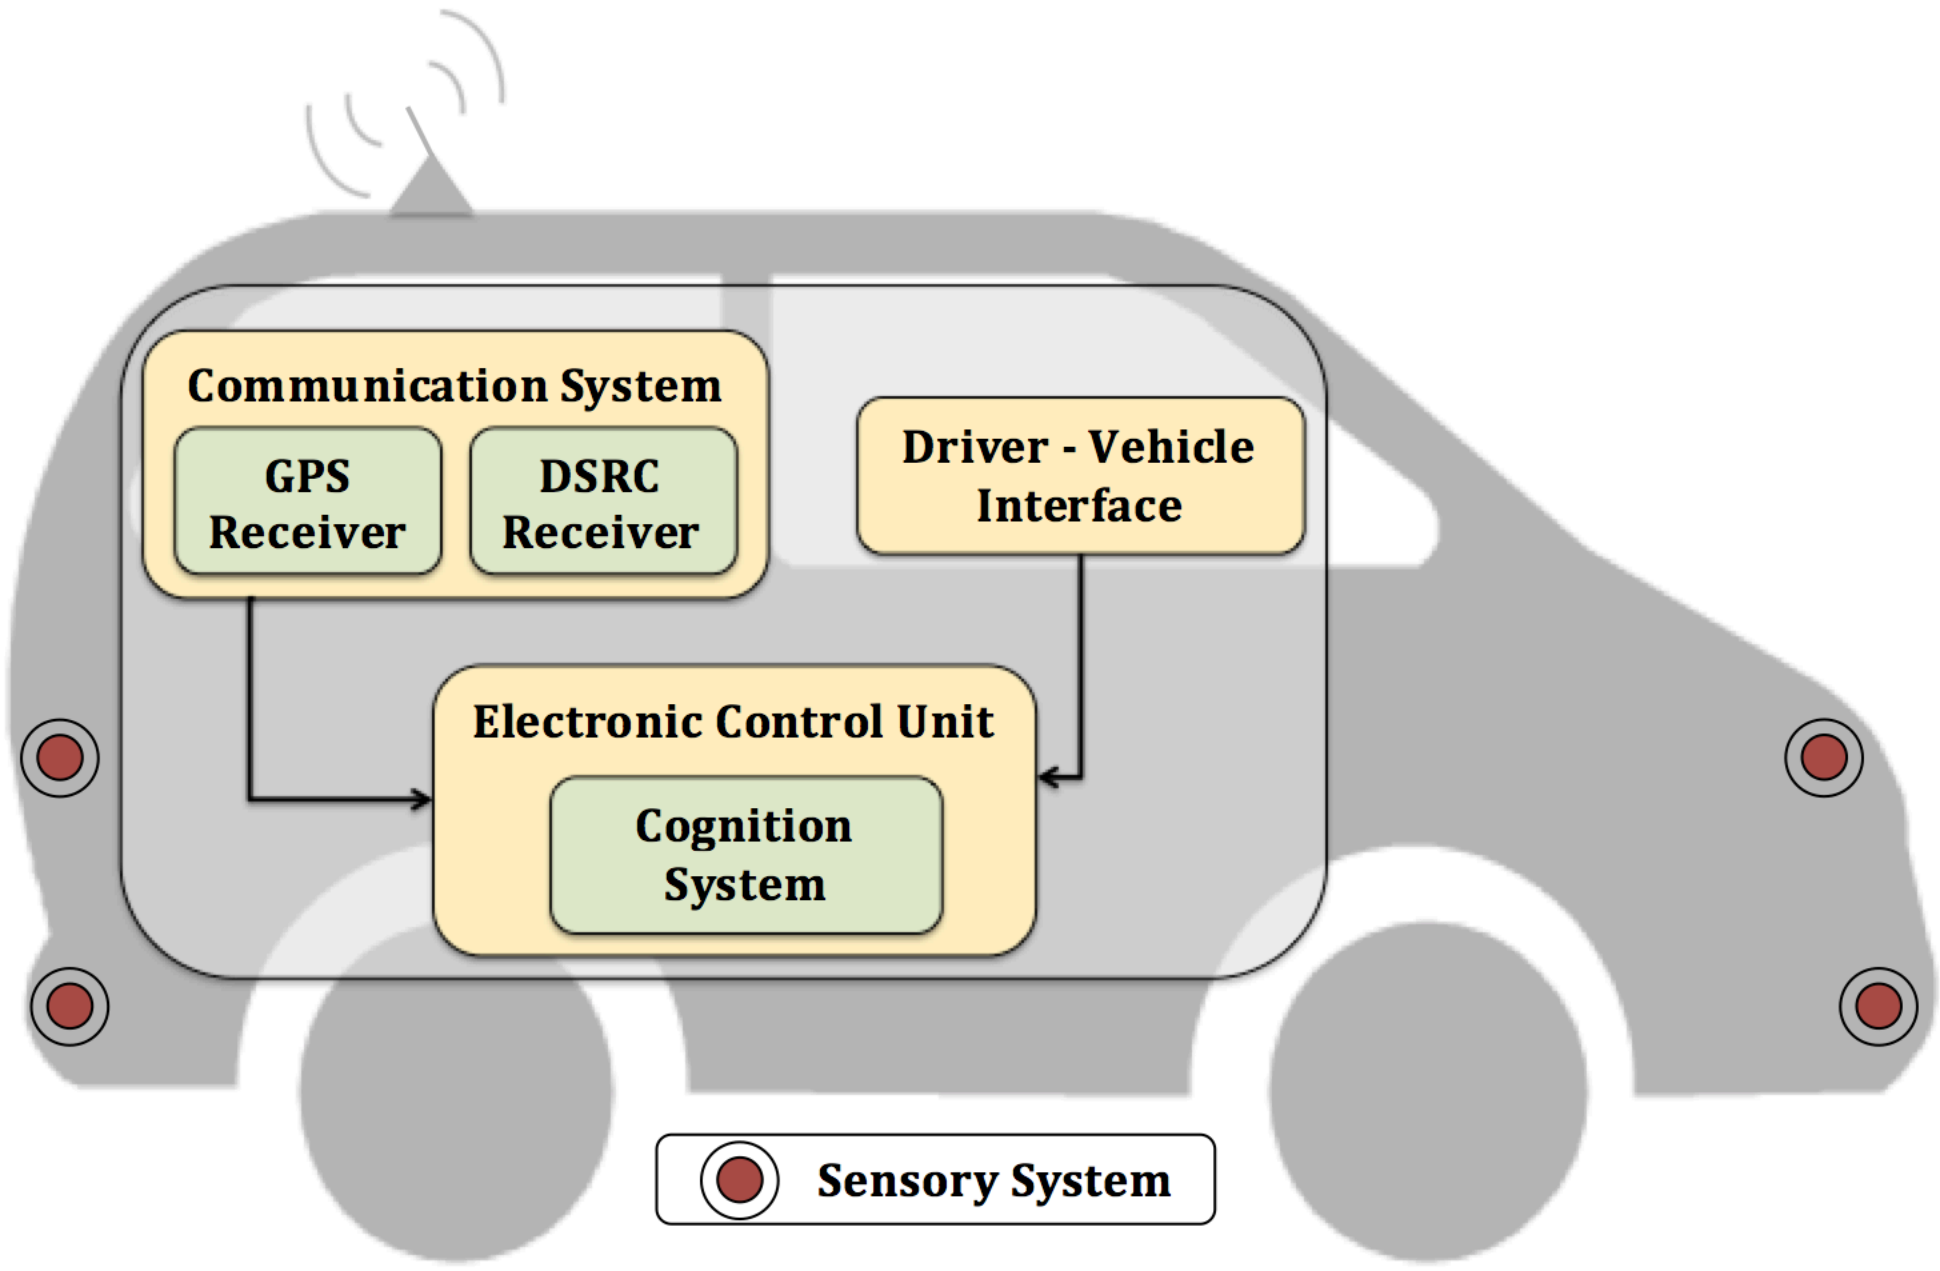 Communication System
GPS
Receiver
DSRC
Receiver
Driver - Vehicle
Interface
Electronic Control Unit
Cognition
System
Sensory System